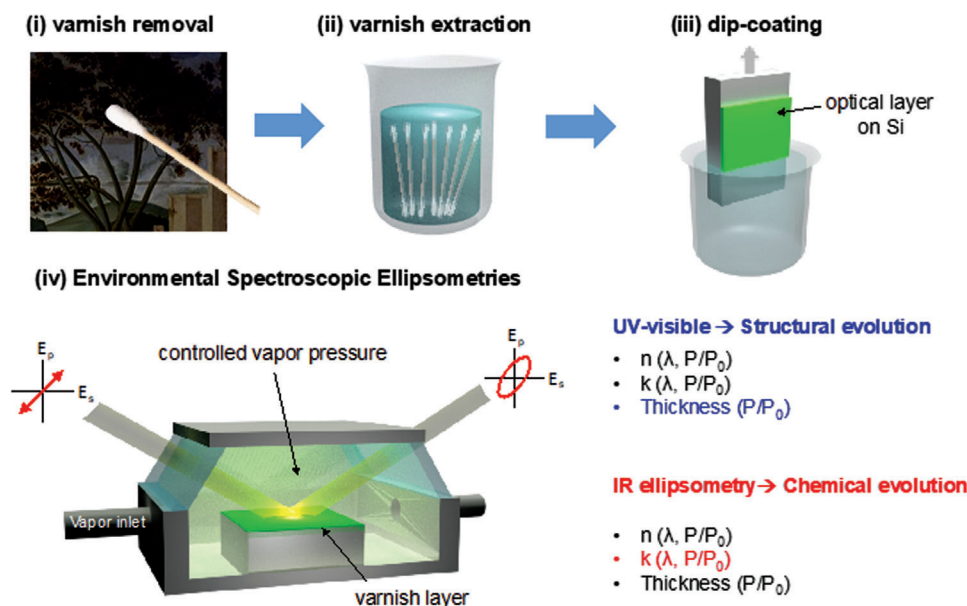 (i) varnish removal
(ii) varnish extraction
(iii) dip-coating
optical layer
on Si
(iv) Environmental Spectroscopic Ellipsometries
controlled vapor pressure
Eₚ
Eₛ
Eₚ
Eₛ
Vapor inlet
varnish layer
UV-visible → Structural evolution
• n (λ, P/P₀)
• k (λ, P/P₀)
• Thickness (P/P₀)
IR ellipsometry→ Chemical evolution
• n (λ, P/P₀)
• k (λ, P/P₀)
• Thickness (P/P₀)